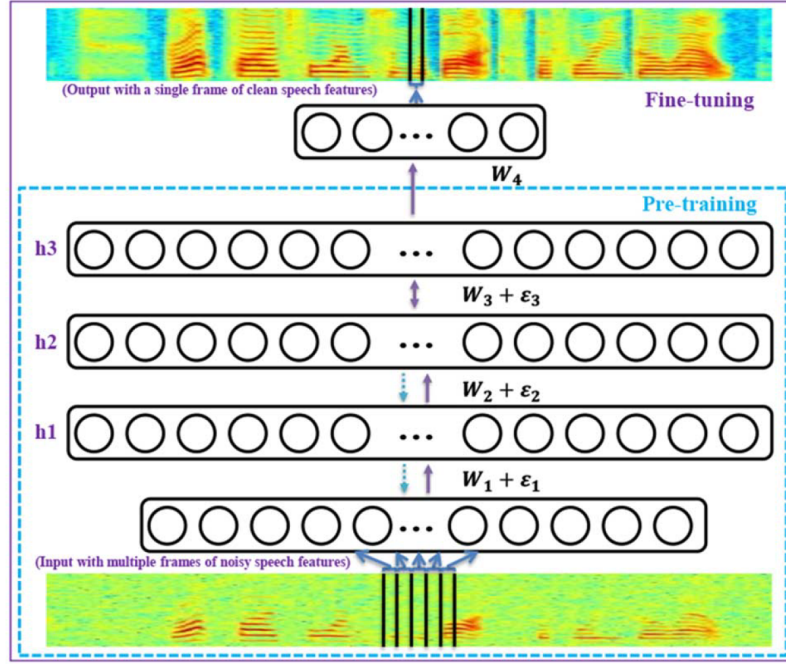 (Output with a single frame of clean speech features)
Fine-tuning
...
W₄
Pre-training
h3 ...
W₃ + ε₃
h2 ...
W₂ + ε₂
h1 ...
W₁ + ε₁
...
(Input with multiple frames of noisy speech features)